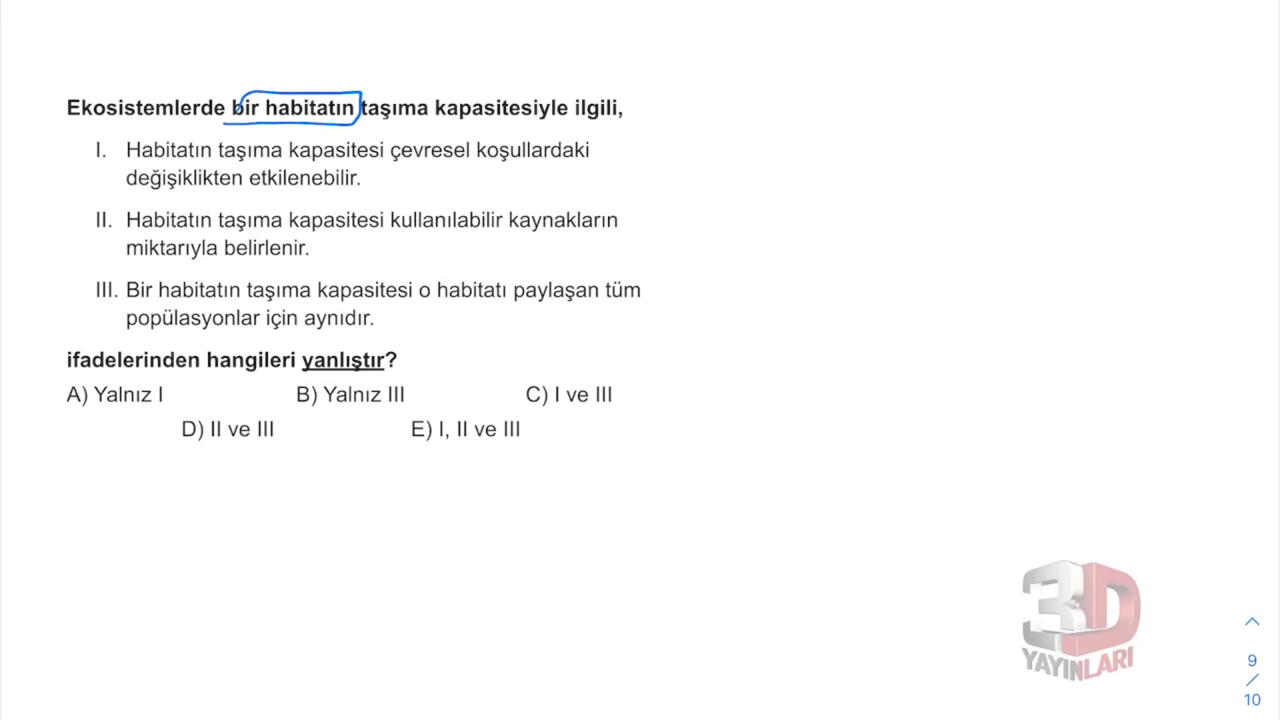 Ekosistemlerde bir habitatın taşıma kapasitesiyle ilgili,
I. Habitatın taşıma kapasitesi çevresel koşullardaki
değişiklikten etkilenebilir.
II. Habitatın taşıma kapasitesi kullanılabilir kaynakların
miktarıyla belirlenir.
III. Bir habitatın taşıma kapasitesi o habitatı paylaşan tüm
popülasyonlar için aynıdır.
ifadelerinden hangileri yanlıştır?
A) Yalnız I B) Yalnız III C) I ve III
D) II ve III E) I, II ve III
3D
YAYINLARI
9
/
10